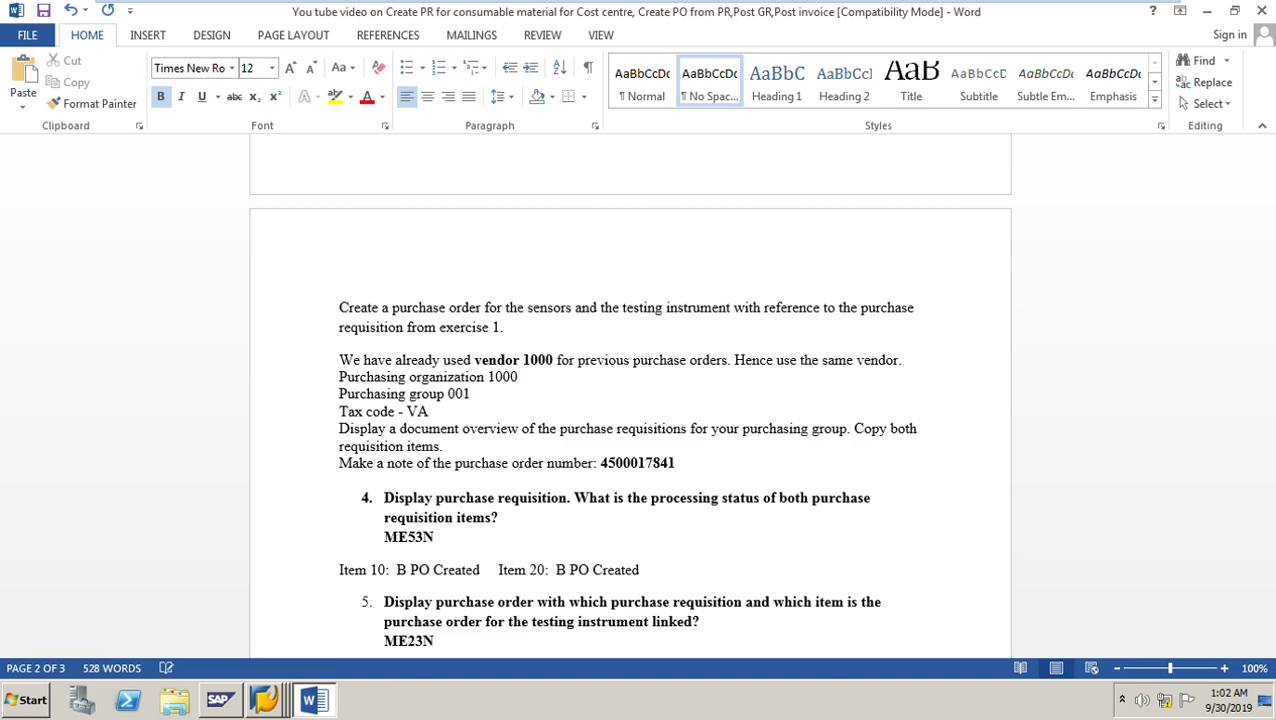 You tube video on Create PR for consumable material for Cost centre, Create PO from PR,Post GR,Post invoice [Compatibility Mode] - Word
FILE HOME INSERT DESIGN PAGE LAYOUT REFERENCES MAILINGS REVIEW VIEW Sign in
Cut
Copy
Format Painter
Paste
Clipboard
Times New Ro 12
Font
Paragraph
AaBbCcDc AaBbCcDc AaBbC AaBbCcl AaB AaBbCcD AaBbCcDc AaBbCcDc
¶ Normal ¶ No Spac... Heading 1 Heading 2 Title Subtitle Subtle Em... Emphasis
Styles
Find
Replace
Select
Editing
Create a purchase order for the sensors and the testing instrument with reference to the purchase
requisition from exercise 1.
We have already used vendor 1000 for previous purchase orders. Hence use the same vendor.
Purchasing organization 1000
Purchasing group 001
Tax code - VA
Display a document overview of the purchase requisitions for your purchasing group. Copy both
requisition items.
Make a note of the purchase order number: 4500017841
4. Display purchase requisition. What is the processing status of both purchase
requisition items?
ME53N
Item 10: B PO Created Item 20: B PO Created
5. Display purchase order with which purchase requisition and which item is the
purchase order for the testing instrument linked?
ME23N
PAGE 2 OF 3 528 WORDS 100%
Start SAP 1:02 AM
9/30/2019